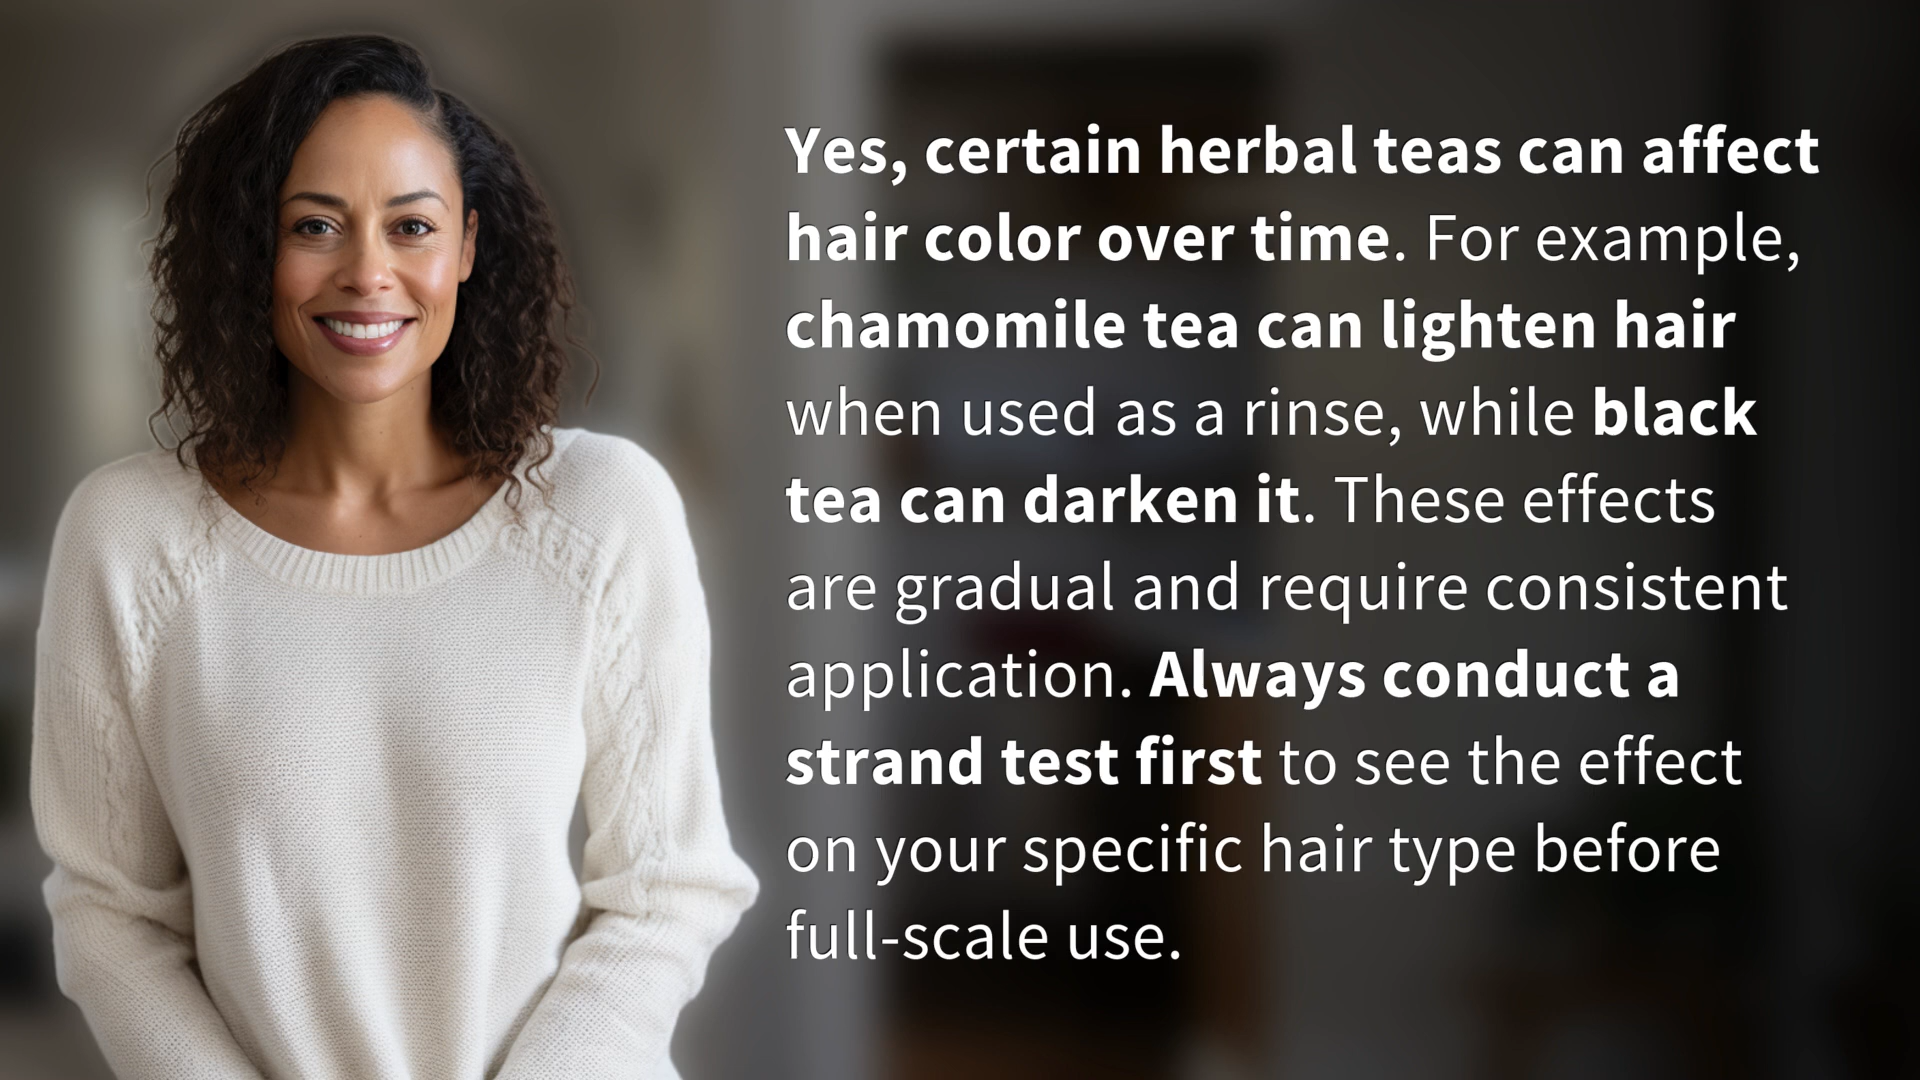 Yes, certain herbal teas can affect
hair color over time. For example,
chamomile tea can lighten hair
when used as a rinse, while black
tea can darken it. These effects
are gradual and require consistent
application. Always conduct a
strand test first to see the effect
on your specific hair type before
full-scale use.